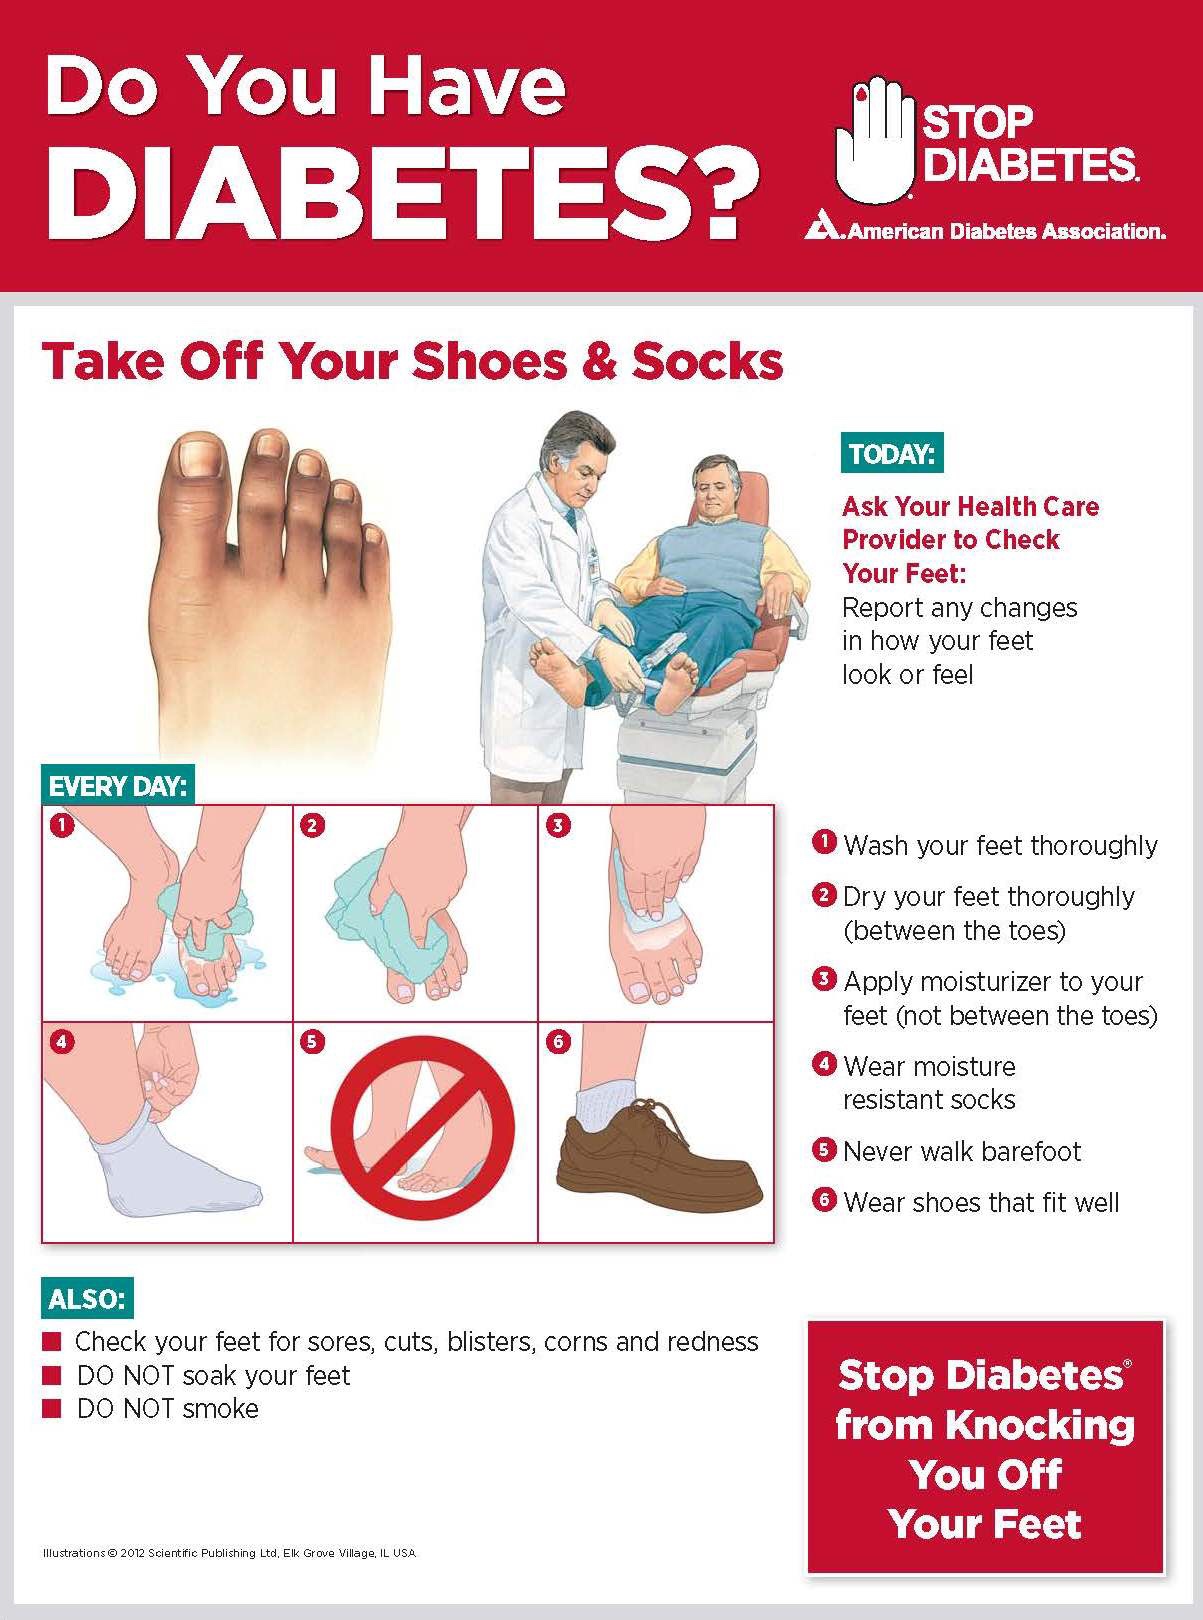 Do You Have
DIABETES?
STOP
DIABETES.
American Diabetes Association.
Take Off Your Shoes & Socks
TODAY:
Ask Your Health Care
Provider to Check
Your Feet:
Report any changes
in how your feet
look or feel
EVERY DAY:
1
2
3
4
5
6
1 Wash your feet thoroughly
2 Dry your feet thoroughly
(between the toes)
3 Apply moisturizer to your
feet (not between the toes)
4 Wear moisture
resistant socks
5 Never walk barefoot
6 Wear shoes that fit well
ALSO:
■ Check your feet for sores, cuts, blisters, corns and redness
■ DO NOT soak your feet
■ DO NOT smoke
Stop Diabetes®
from Knocking
You Off
Your Feet
Illustrations © 2012 Scientific Publishing Ltd, Elk Grove Village, IL USA